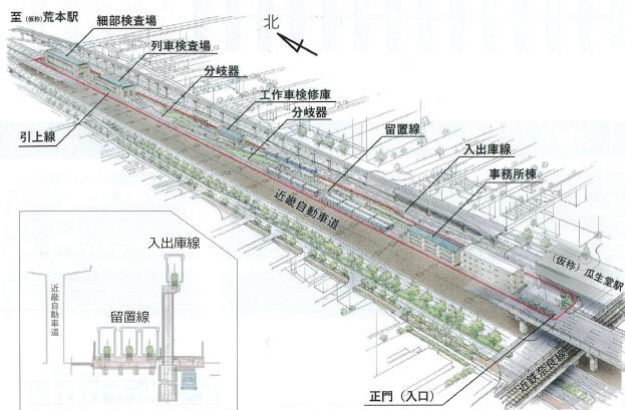 至(仮称)荒本駅
細部検査場
北
列車検査場
分岐器
工作車検修庫
分岐器
引上線
留置線
入出庫線
事務所棟
近畿自動車道
(仮称)瓜生堂駅
入出庫線
近畿自動車道
留置線
近鉄奈良線
正門(入口)